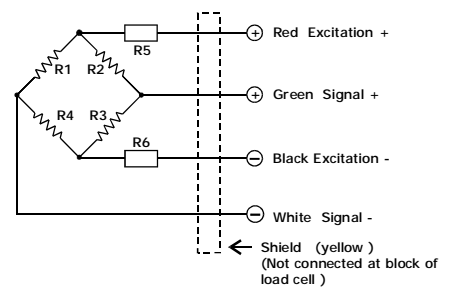 Red Excitation +
R5
R1
R2
Green Signal +
R4
R3
R6
Black Excitation -
White Signal -
Shield (yellow )
(Not connected at block of
load cell )